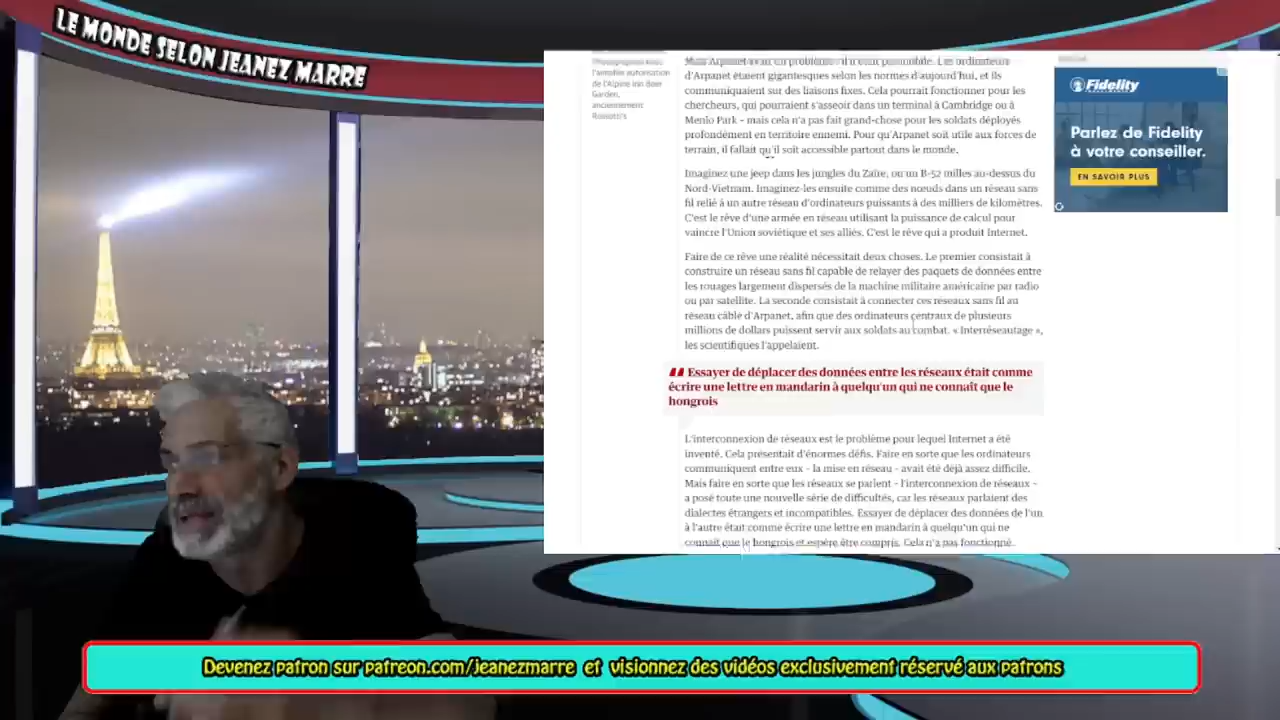 LE MONDE SELON JEANEZ MARRE
l'aimable autorisation
de l'Alpine Inn Beer
Garden,
anciennement
Rossotti's
d'Arpanet étaient gigantesques selon les normes d'aujourd'hui, et ils
communiquaient sur des liaisons fixes. Cela pourrait fonctionner pour les
chercheurs, qui pourraient s'asseoir dans un terminal à Cambridge ou à
Menlo Park - mais cela n'a pas fait grand-chose pour les soldats déployés
profondément en territoire ennemi. Pour qu'Arpanet soit utile aux forces de
terrain, il fallait qu'il soit accessible partout dans le monde.
Imaginez une jeep dans les jungles du Zaïre, ou un B-52 milles au-dessus du
Nord-Vietnam. Imaginez-les ensuite comme des nœuds dans un réseau sans
fil relié à un autre réseau d'ordinateurs puissants à des milliers de kilomètres.
C'est le rêve d'une armée en réseau utilisant la puissance de calcul pour
vaincre l'Union soviétique et ses alliés. C'est le rêve qui a produit Internet.
Faire de ce rêve une réalité nécessitait deux choses. Le premier consistait à
construire un réseau sans fil capable de relayer des paquets de données entre
les rouages largement dispersés de la machine militaire américaine par radio
ou par satellite. La seconde consistait à connecter ces réseaux sans fil au
réseau câblé d'Arpanet, afin que des ordinateurs centraux de plusieurs
millions de dollars puissent servir aux soldats au combat. « Interréseautage »,
les scientifiques l'appelaient.
Essayer de déplacer des données entre les réseaux était comme
écrire une lettre en mandarin à quelqu'un qui ne connaît que le
hongrois
L'interconnexion de réseaux est le problème pour lequel Internet a été
inventé. Cela présentait d'énormes défis. Faire en sorte que les ordinateurs
communiquent entre eux - la mise en réseau - avait été déjà assez difficile.
Mais faire en sorte que les réseaux se parlent - l'interconnexion de réseaux -
a posé toute une nouvelle série de difficultés, car les réseaux parlaient des
dialectes étrangers et incompatibles. Essayer de déplacer des données de l'un
à l'autre était comme écrire une lettre en mandarin à quelqu'un qui ne
connaît que le hongrois et espère être compris. Cela n'a pas fonctionné.
Fidelity
Parlez de Fidelity
à votre conseiller.
EN SAVOIR PLUS
Devenez patron sur patreon.com/jeanezmarre et visionnez des vidéos exclusivement réservé aux patrons